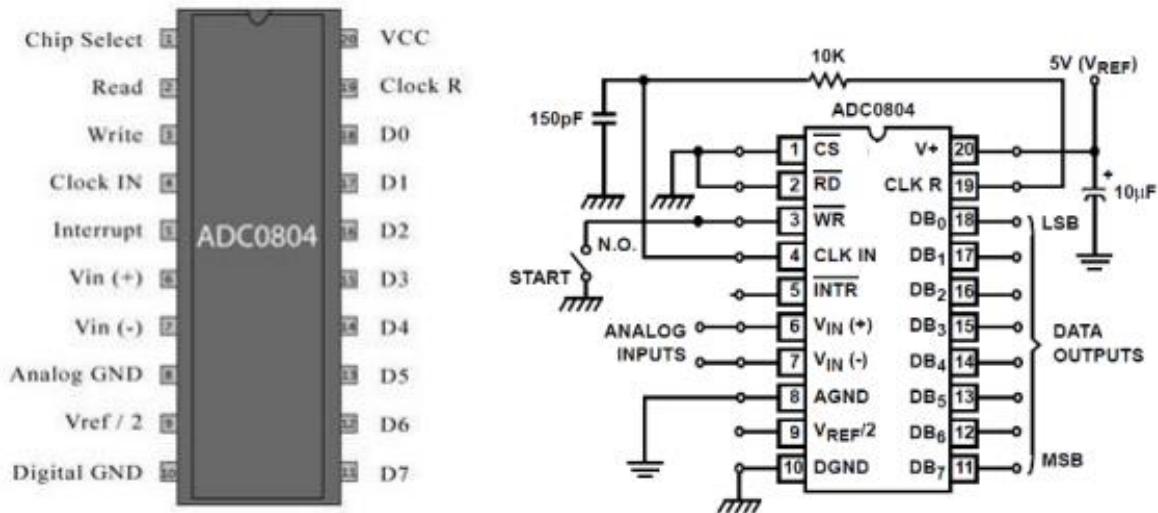 Chip Select 1 20 VCC
Read 2 19 Clock R
Write 3 18 D0
Clock IN 4 17 D1
Interrupt 5 16 D2
ADC0804
Vin (+) 6 15 D3
Vin (-) 7 14 D4
Analog GND 8 13 D5
Vref / 2 9 12 D6
Digital GND 10 11 D7
10K
5V (VREF)
150pF
ADC0804
1 CS V+ 20
2 RD CLK R 19
10µF
+
3 WR DB0 18 LSB
N.O.
4 CLK IN DB1 17
START
5 INTR DB2 16
ANALOG INPUTS
6 VIN (+) DB3 15
DATA OUTPUTS
7 VIN (-) DB4 14
8 AGND DB5 13
9 VREF/2 DB6 12
10 DGND DB7 11 MSB